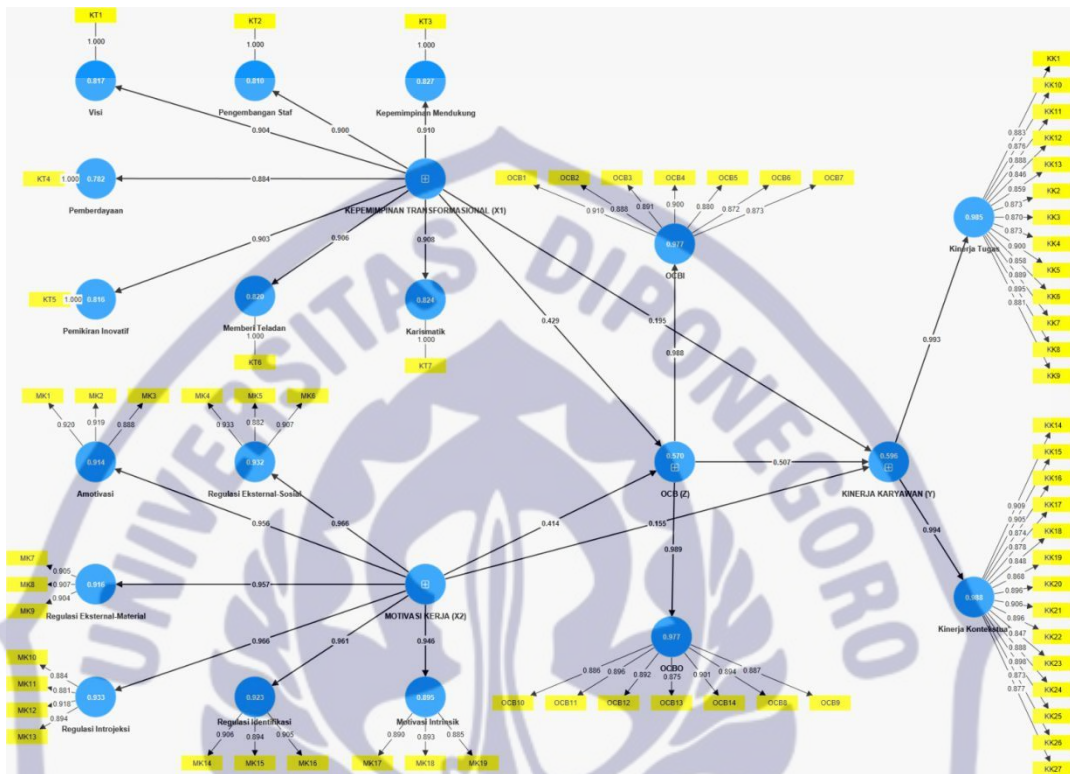 KT1
KT2
KT3
1.000
1.000
1.000
0.817
0.810
0.827
Visi
Pengembangan Staf
Kepemimpinan Mendukung
0.904
0.900
0.910
KT4
1.000
0.782
0.884
Pemberdayaan
KEPEMIMPINAN TRANSFORMASIONAL (X1)
0.903
0.906
0.908
KT5
1.000
0.816
0.820
0.824
Pemikiran Inovatif
Memberi Teladan
Karismatik
1.000
1.000
KT6
KT7
OCB1
OCB2
OCB3
OCB4
OCB5
OCB6
OCB7
0.910
0.888
0.891
0.900
0.888
0.872
0.873
0.977
OCBI
0.429
0.195
0.988
MK1
MK2
MK3
MK4
MK5
MK6
0.920
0.919
0.888
0.933
0.882
0.907
0.914
0.932
Amotivasi
Regulasi Eksternal-Sosial
0.956
0.966
0.570
OCB (Z)
0.507
0.596
KINERJA KARYAWAN (Y)
0.414
0.155
0.989
MK7
MK8
MK9
0.905
0.907
0.904
0.916
0.957
Regulasi Eksternal-Material
MOTIVASI KERJA (X2)
0.966
0.961
0.946
MK10
MK11
MK12
MK13
0.884
0.881
0.918
0.894
0.933
0.923
0.895
Regulasi Introjeksi
Regulasi Identifikasi
Motivasi Intrinsik
0.906
0.894
0.905
0.890
0.893
0.885
MK14
MK15
MK16
MK17
MK18
MK19
0.977
OCBO
0.886
0.896
0.892
0.875
0.901
0.894
0.887
OCB10
OCB11
OCB12
OCB13
OCB14
OCB8
OCB9
KK1
KK10
KK11
KK12
KK13
KK2
KK3
KK4
KK5
KK6
KK7
KK8
KK9
0.883
0.876
0.888
0.846
0.859
0.873
0.870
0.873
0.900
0.858
0.889
0.895
0.881
0.985
Kinerja Tugas
0.993
0.994
KK14
KK15
KK16
KK17
KK18
KK19
KK20
KK21
KK22
KK23
KK24
KK25
KK26
KK27
0.909
0.905
0.874
0.878
0.848
0.868
0.896
0.906
0.896
0.847
0.888
0.898
0.873
0.877
0.988
Kinerja Kontekstua
UNIVERSITAS DIPONEGORO